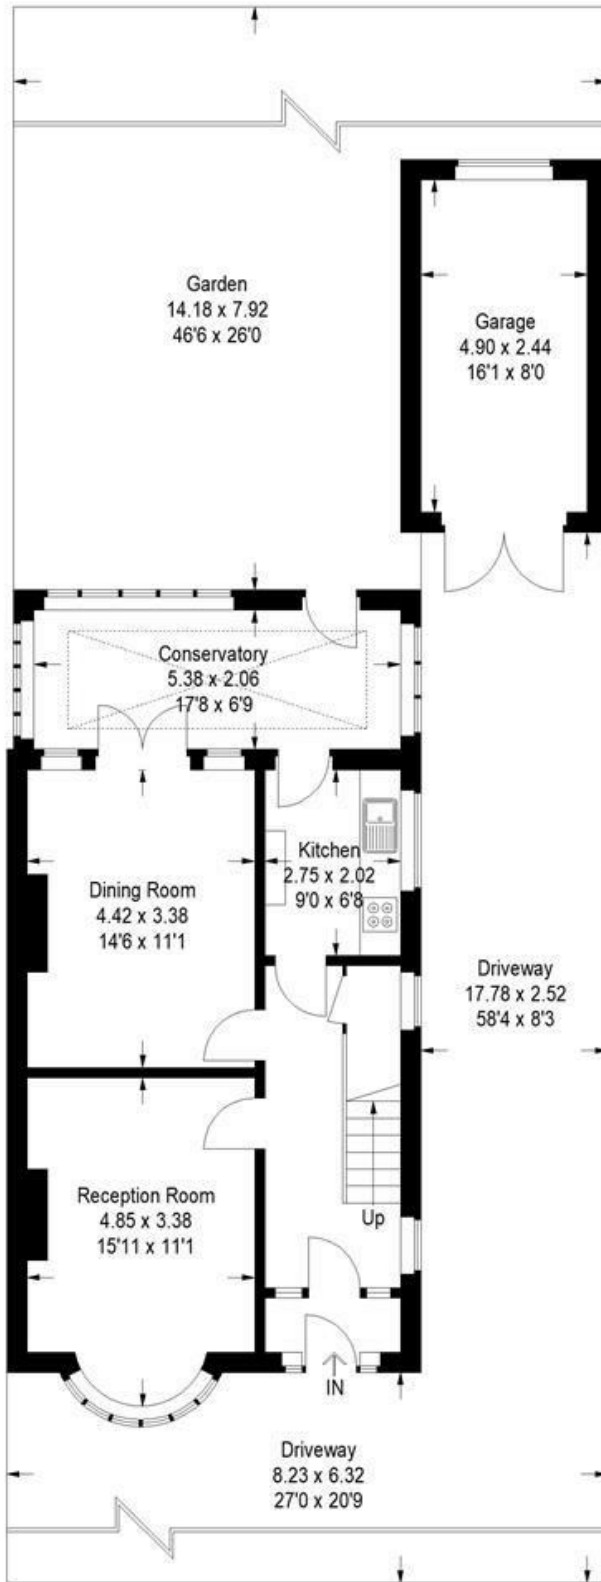 Garden
14.18 x 7.92
46'6 x 26'0
Garage
4.90 x 2.44
16'1 x 8'0
Conservatory
5.38 x 2.06
17'8 x 6'9
Kitchen
2.75 x 2.02
9'0 x 6'8
Dining Room
4.42 x 3.38
14'6 x 11'1
Driveway
17.78 x 2.52
58'4 x 8'3
Reception Room
4.85 x 3.38
15'11 x 11'1
Up
IN
Driveway
8.23 x 6.32
27'0 x 20'9